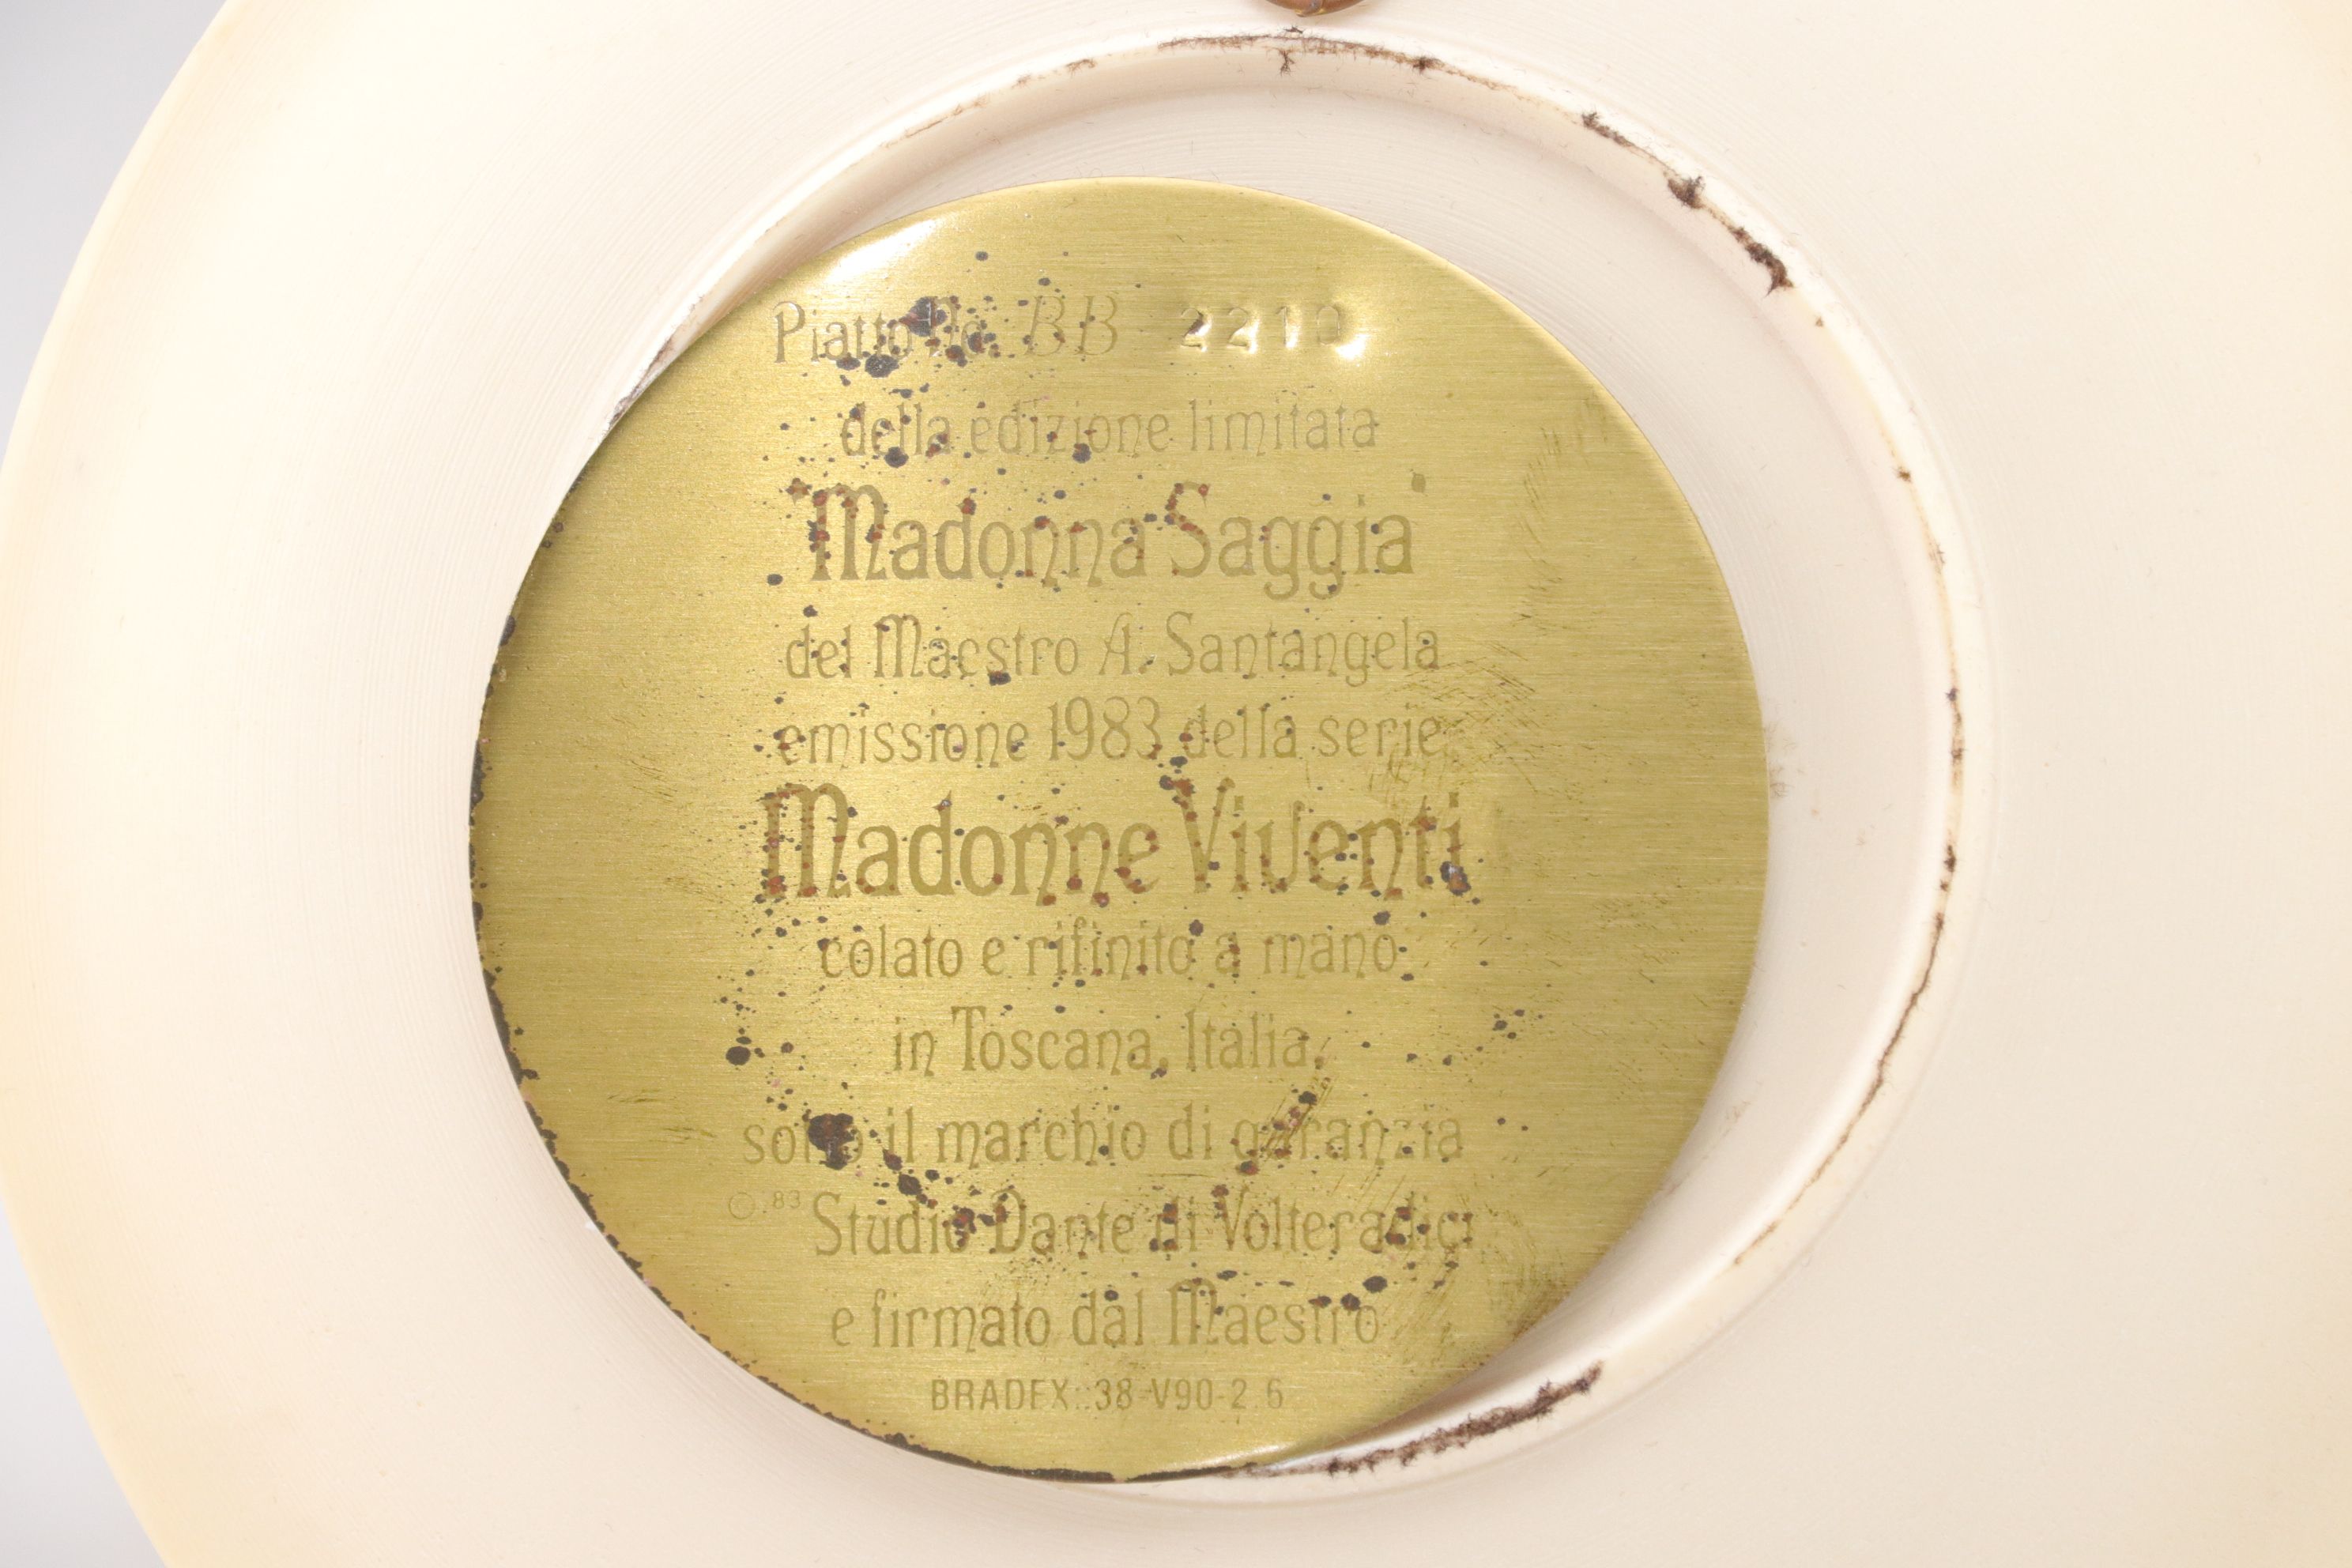 Piatto No. BB 2210
della edizione limitata
"Madonna Saggia"
del Maestro A. Santangela
emissione 1983 della serie
Madonne Viventi
colato e rifinito a mano
in Toscana, Italia,
sotto il marchio di garanzia
©.83 Studio Dante di Volteradici
e firmato dal Maestro
BRADEX: 38-V90-2.6